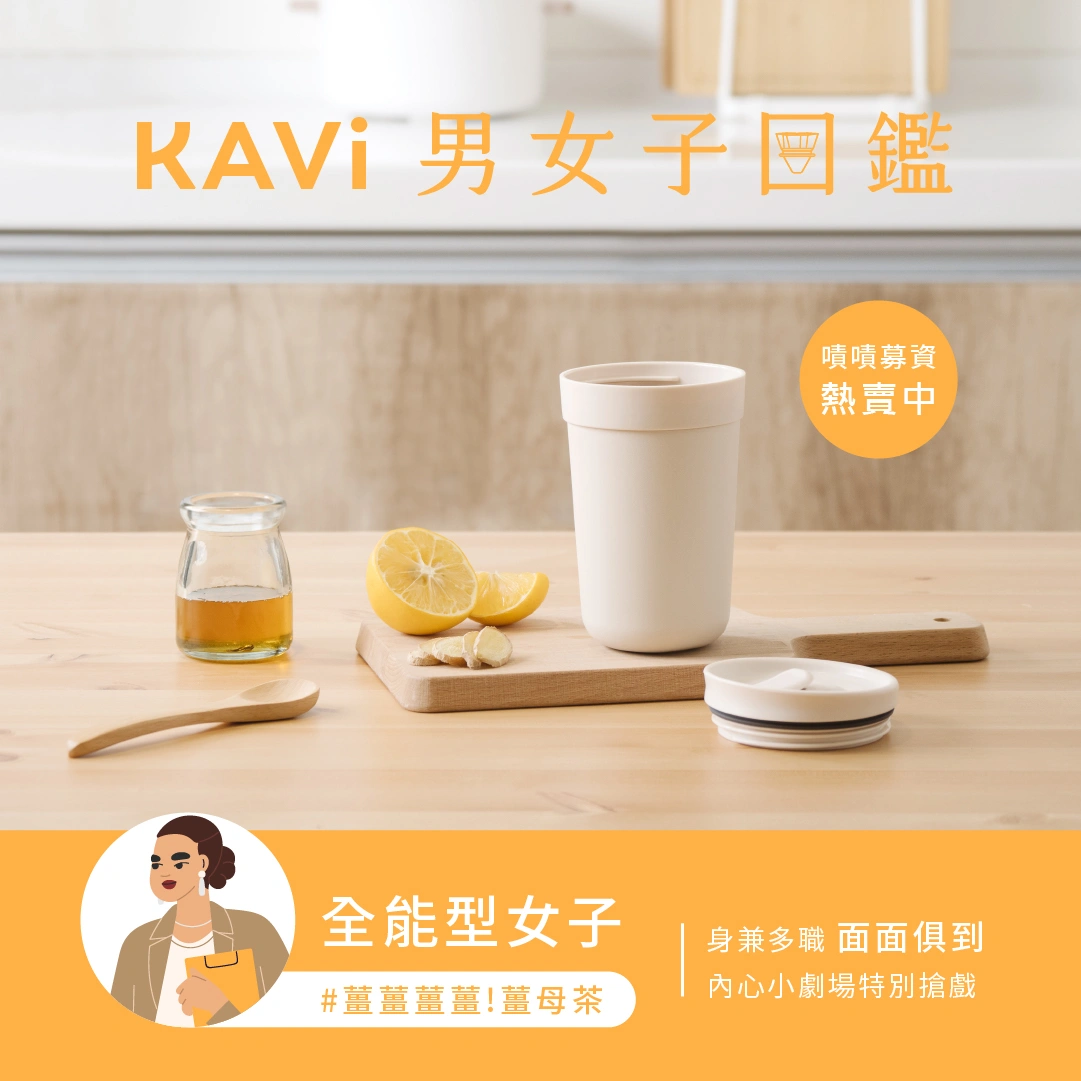 KAVi 男女子圖鑑
嘖嘖募資
熱賣中
全能型女子
#薑薑薑薑!薑母茶
身兼多職 面面俱到
內心小劇場特別搶戲